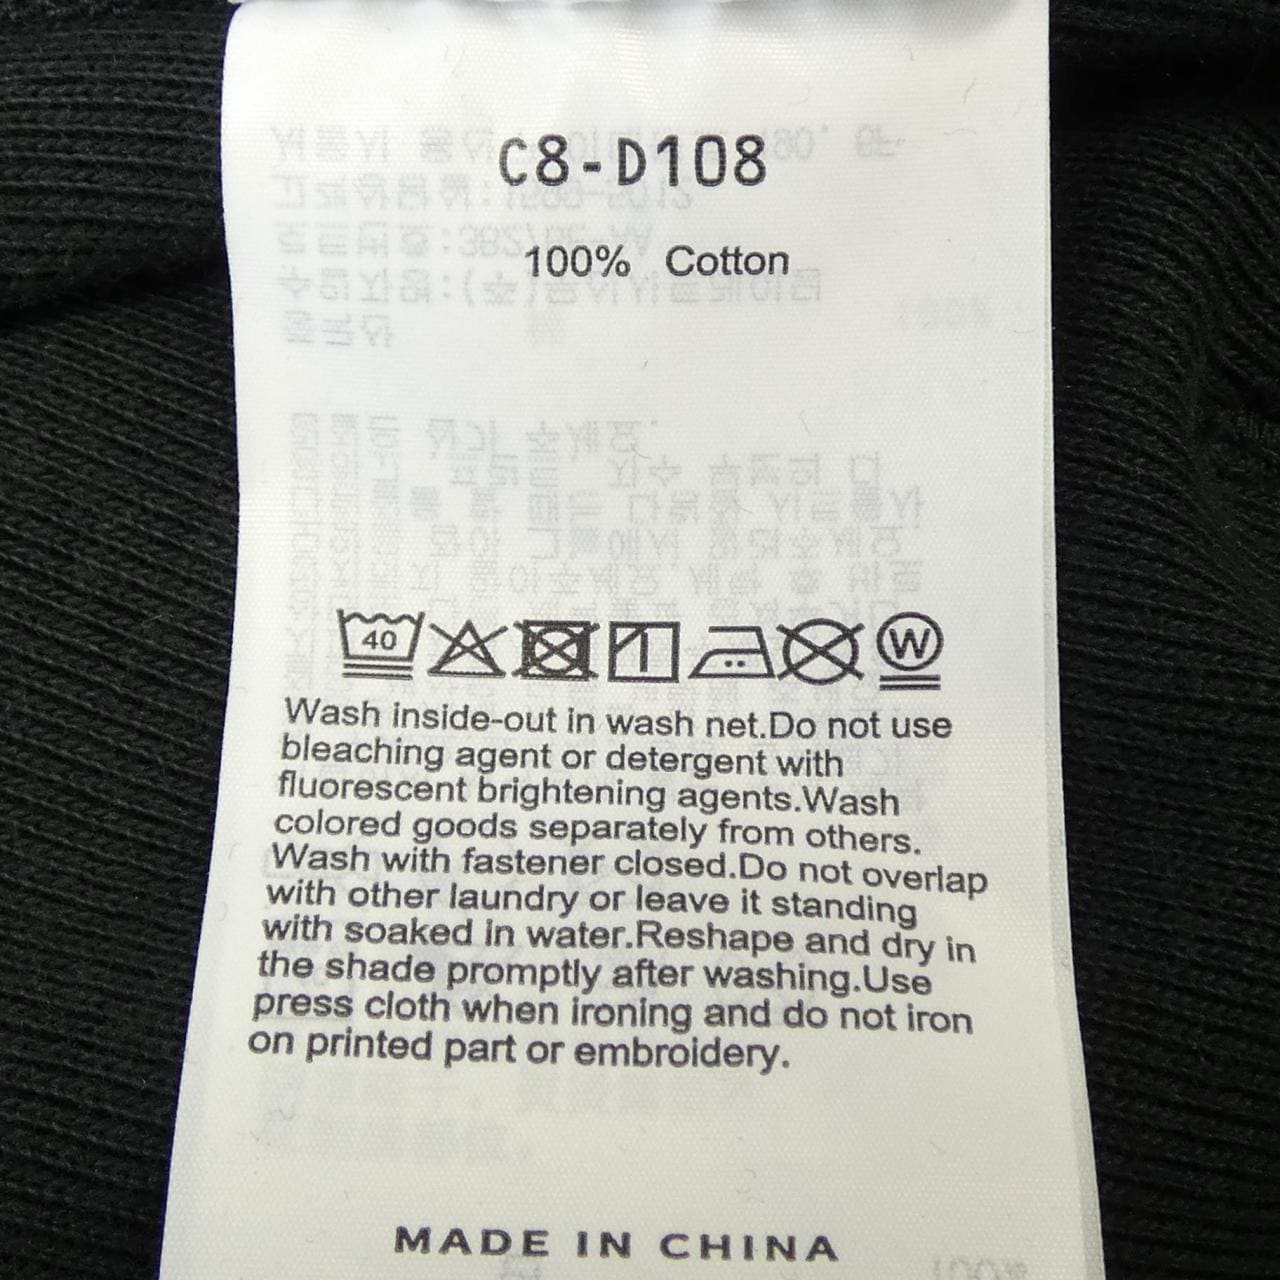 C8-D108
100% Cotton
40 W
Wash inside-out in wash net.Do not use
bleaching agent or detergent with
fluorescent brightening agents.Wash
colored goods separately from others.
Wash with fastener closed.Do not overlap
with other laundry or leave it standing
with soaked in water.Reshape and dry in
the shade promptly after washing.Use
press cloth when ironing and do not iron
on printed part or embroidery.
MADE IN CHINA